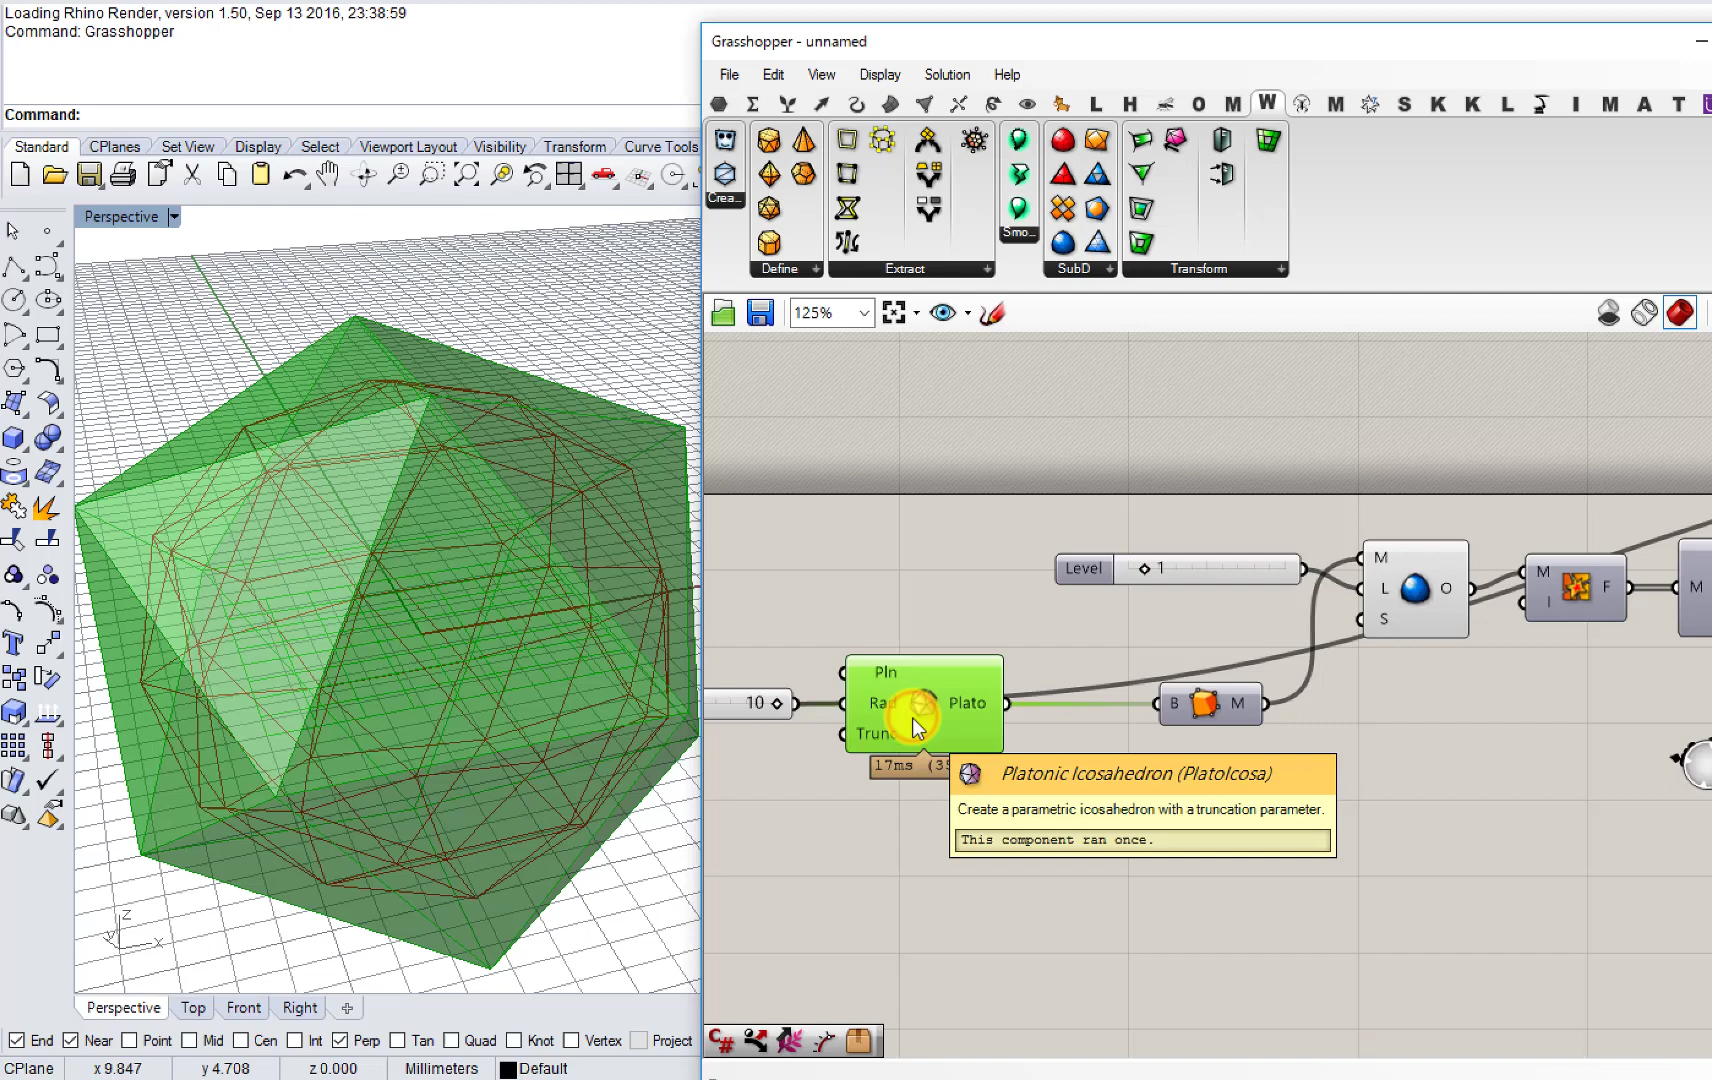 Loading Rhino Render, version 1.50, Sep 13 2016, 23:38:59
Command: Grasshopper
Command:
Standard CPlanes Set View Display Select Viewport Layout Visibility Transform Curve Tools
Perspective
z
y
x
Perspective Top Front Right
End Near Point Mid Cen Int Perp Tan Quad Knot Vertex Project
CPlane x 9.847 y 4.708 z 0.000 Millimeters Default
Grasshopper - unnamed
File Edit View Display Solution Help
L H O M W M S K K L I M A T
Crea... Define Extract Smo... SubD Transform
125%
Level 1
M
L O
S
M F
I
M
10
Pln
Rad Plato
Trunc
B M
17ms
Platonic Icosahedron (PlatoIcosa)
Create a parametric icosahedron with a truncation parameter.
This component ran once.
C#